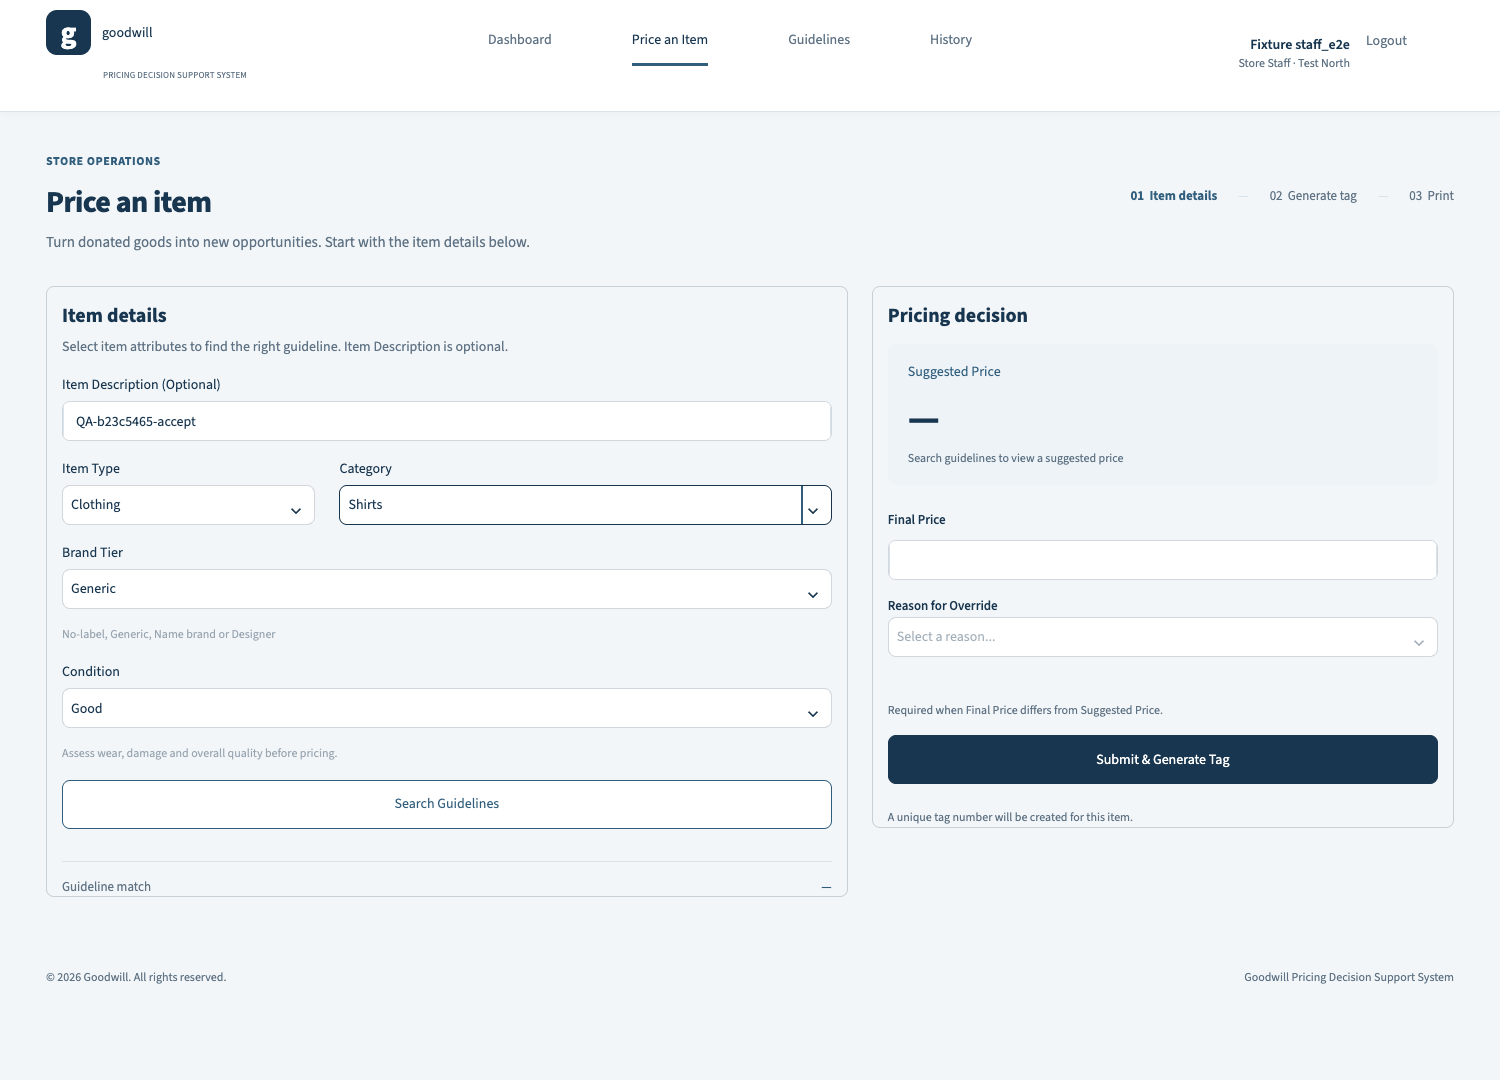 g
goodwill
PRICING DECISION SUPPORT SYSTEM
Dashboard
Price an Item
Guidelines
History
Fixture staff_e2e
Store Staff · Test North
Logout
STORE OPERATIONS
Price an item
Turn donated goods into new opportunities. Start with the item details below.
01 Item details — 02 Generate tag — 03 Print
Item details
Select item attributes to find the right guideline. Item Description is optional.
Item Description (Optional)
QA-b23c5465-accept
Item Type
Clothing
Category
Shirts
Brand Tier
Generic
No-label, Generic, Name brand or Designer
Condition
Good
Assess wear, damage and overall quality before pricing.
Search Guidelines
Guideline match —
Pricing decision
Suggested Price
—
Search guidelines to view a suggested price
Final Price
Reason for Override
Select a reason...
Required when Final Price differs from Suggested Price.
Submit & Generate Tag
A unique tag number will be created for this item.
© 2026 Goodwill. All rights reserved.
Goodwill Pricing Decision Support System